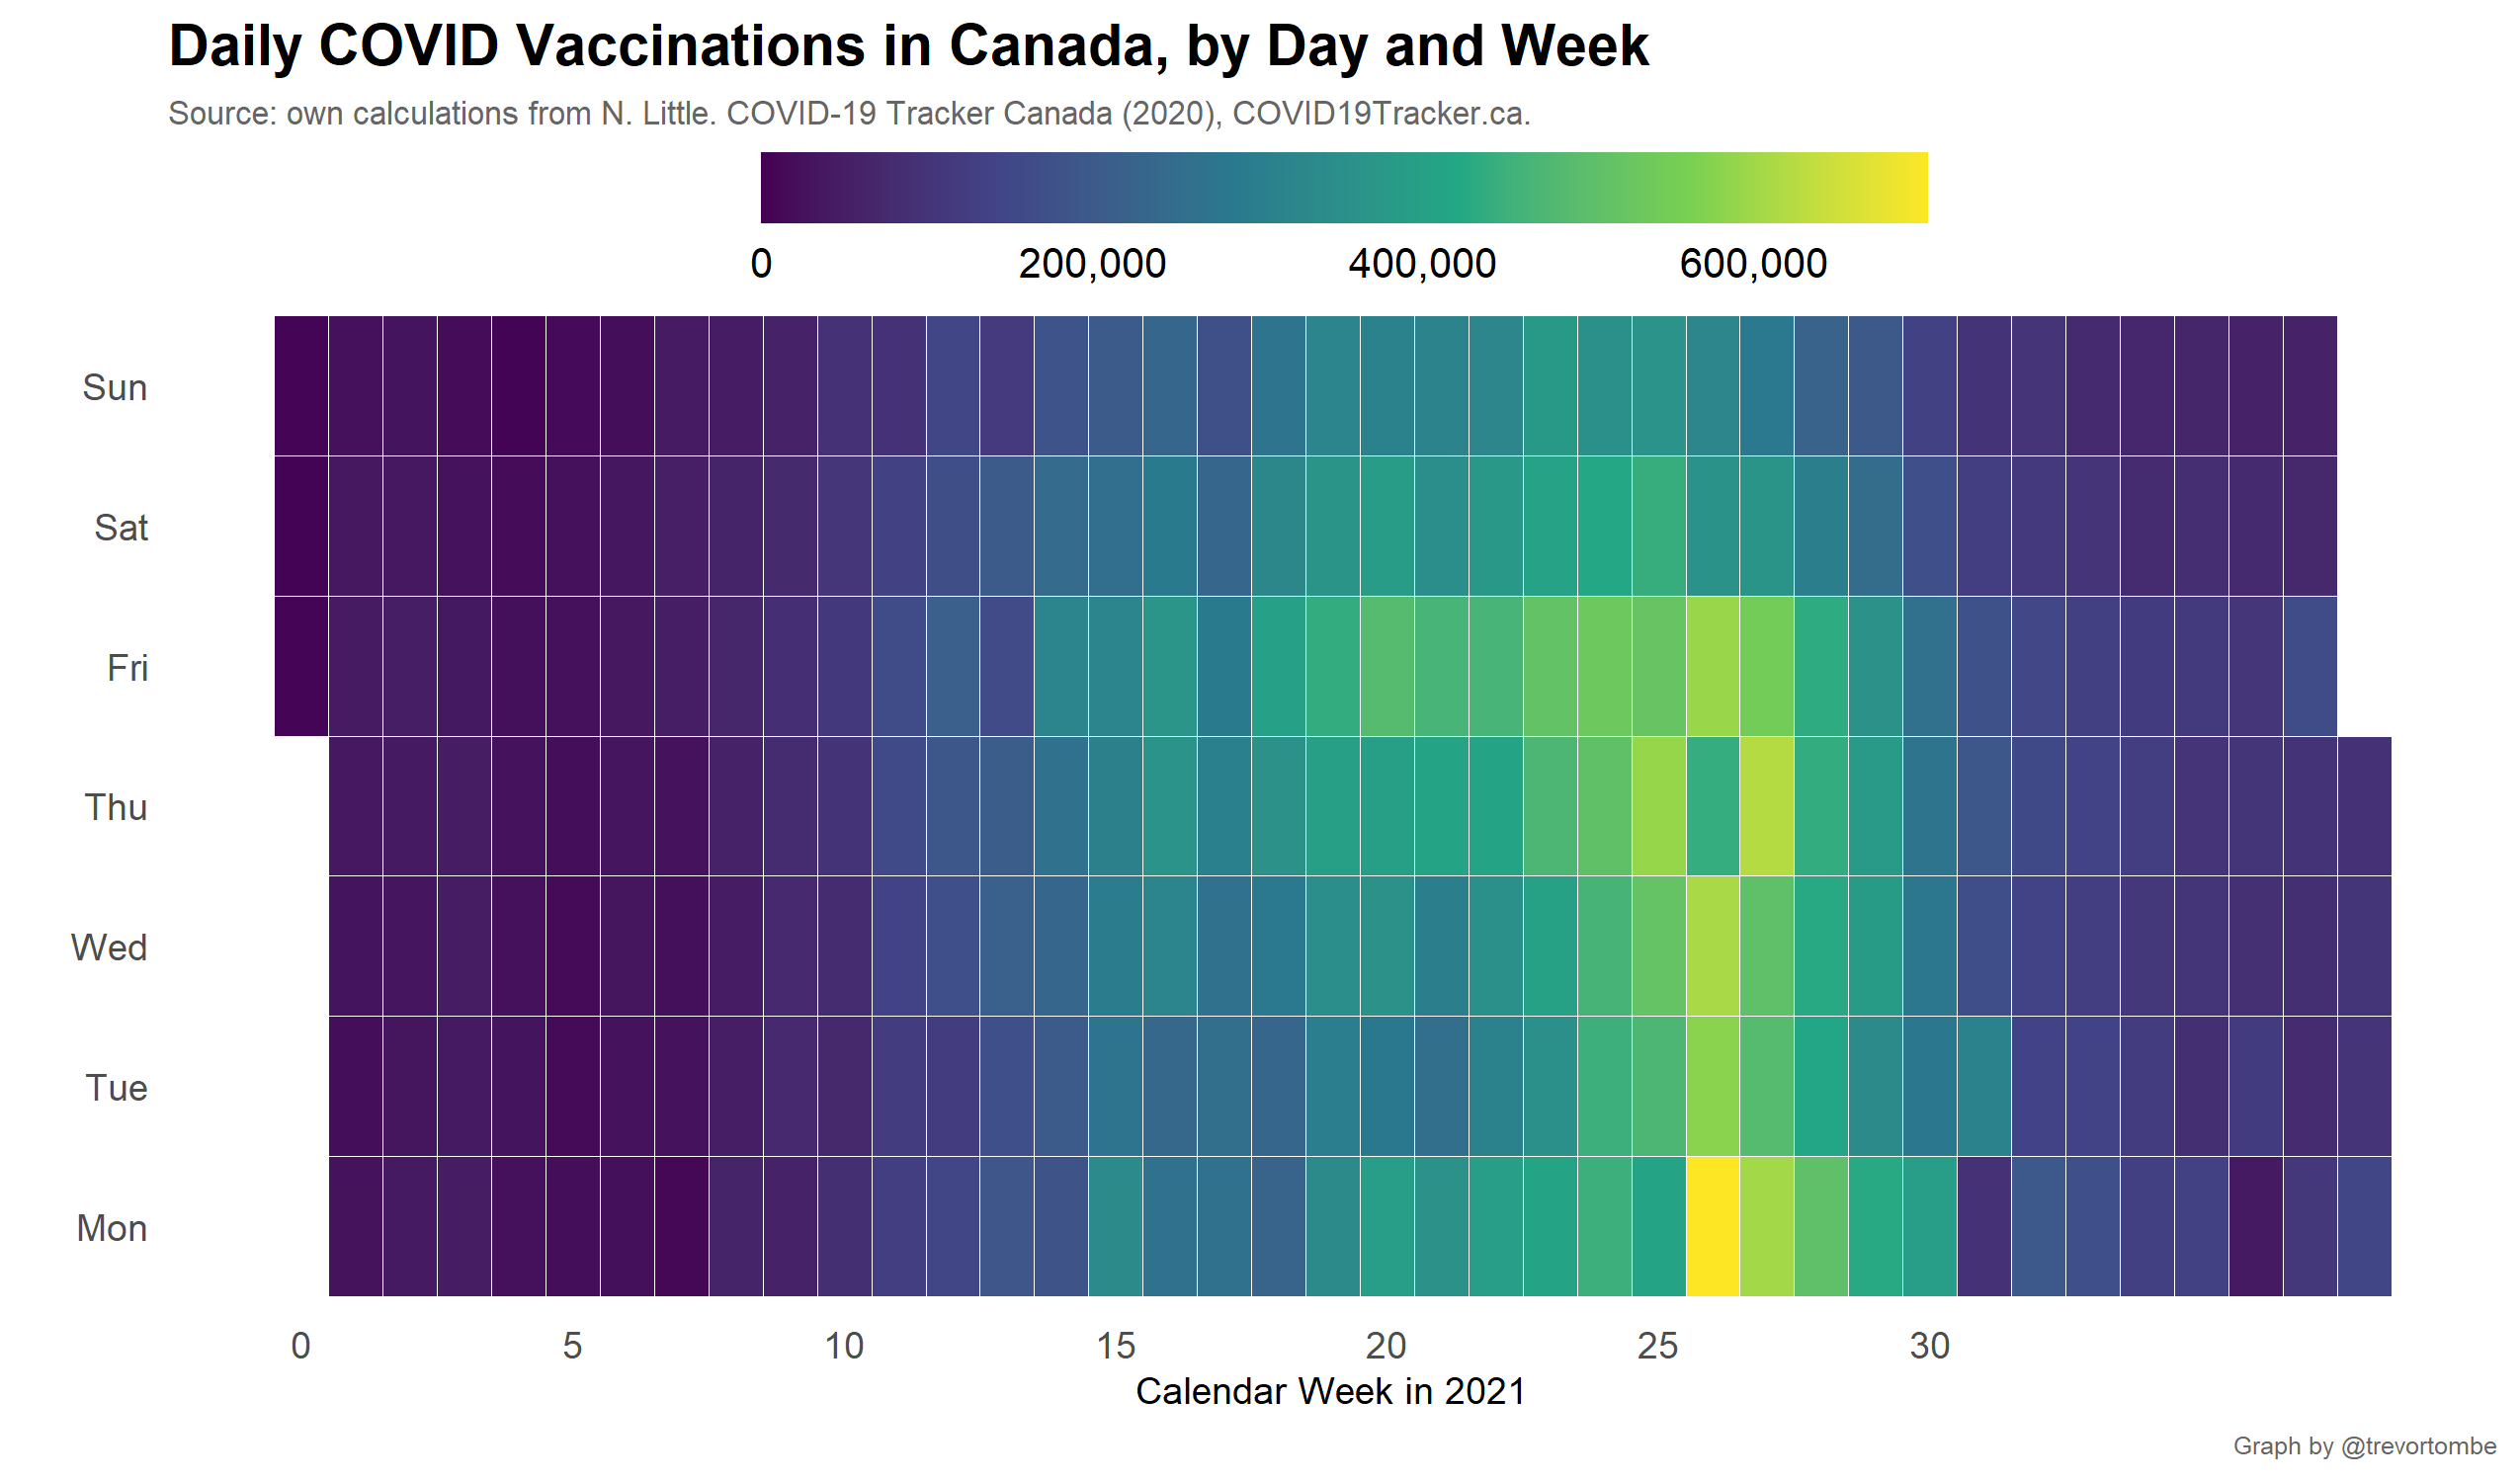 Daily COVID Vaccinations in Canada, by Day and Week
Source: own calculations from N. Little. COVID-19 Tracker Canada (2020), COVID19Tracker.ca.
0 200,000 400,000 600,000
Sun
Sat
Fri
Thu
Wed
Tue
Mon
0 5 10 15 20 25 30
Calendar Week in 2021
Graph by @trevortombe